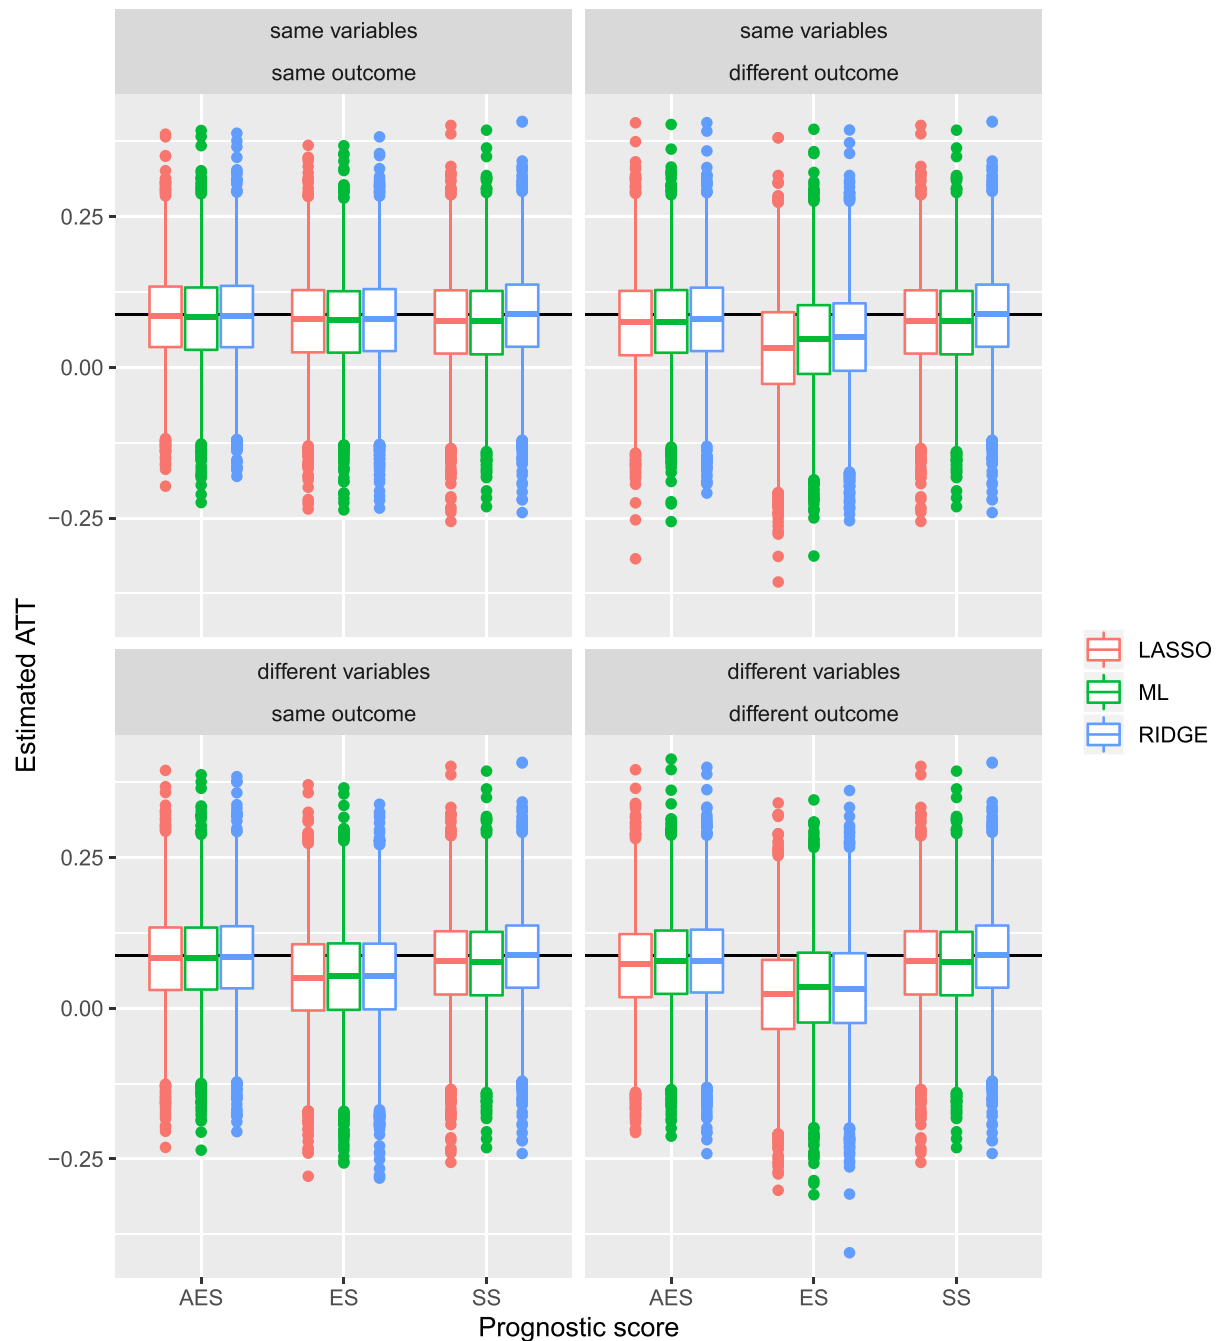 same variables
same outcome
same variables
different outcome
0.25
0.00
−0.25
different variables
same outcome
different variables
different outcome
0.25
0.00
−0.25
AES
ES
SS
AES
ES
SS
Prognostic score
Estimated ATT
LASSO
ML
RIDGE